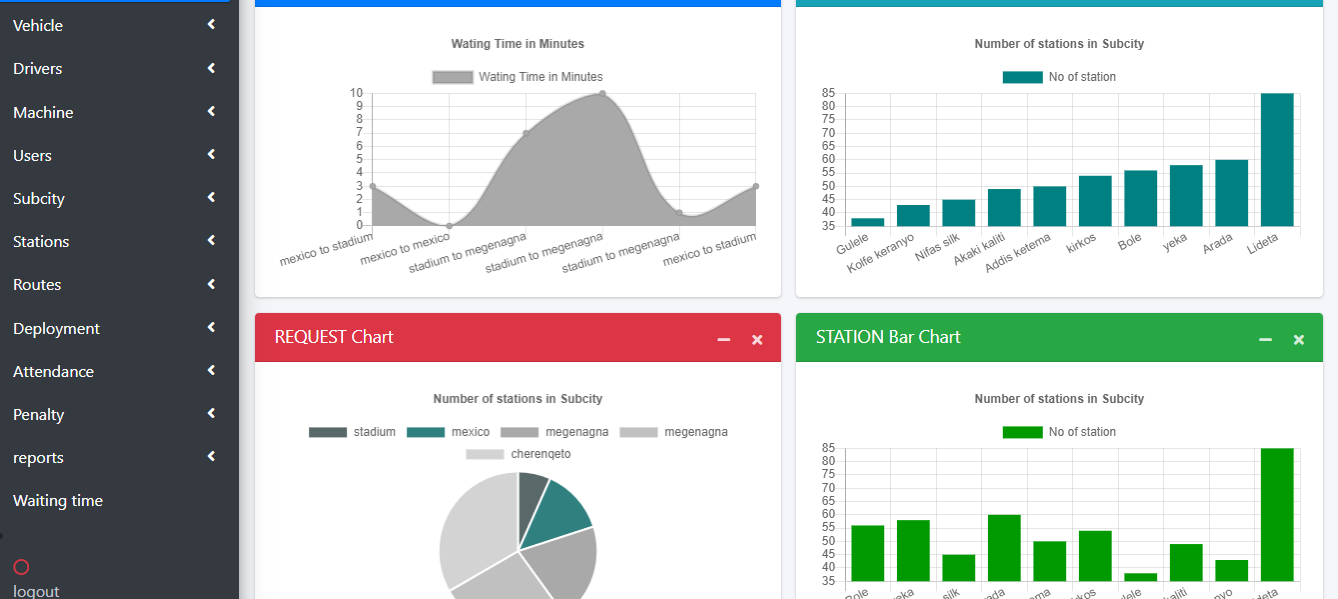 Vehicle
Drivers
Machine
Users
Subcity
Stations
Routes
Deployment
Attendance
Penalty
reports
Waiting time
logout
Wating Time in Minutes
Wating Time in Minutes
10
9
8
7
6
5
4
3
2
1
0
mexico to stadium
mexico to mexico
stadium to megenagna
stadium to megenagna
stadium to megenagna
mexico to stadium
Number of stations in Subcity
No of station
85
80
75
70
65
60
55
50
45
40
35
Gulele
Kolfe keranyo
Nifas silk
Akaki kaliti
Addis ketema
kirkos
Bole
yeka
Arada
Lideta
REQUEST Chart
Number of stations in Subcity
stadium mexico megenagna megenagna
cherenqeto
STATION Bar Chart
Number of stations in Subcity
No of station
85
80
75
70
65
60
55
50
45
40
35
Bole
eka
silk
ada
ema
kos
lele
kaliti
nyo
deta